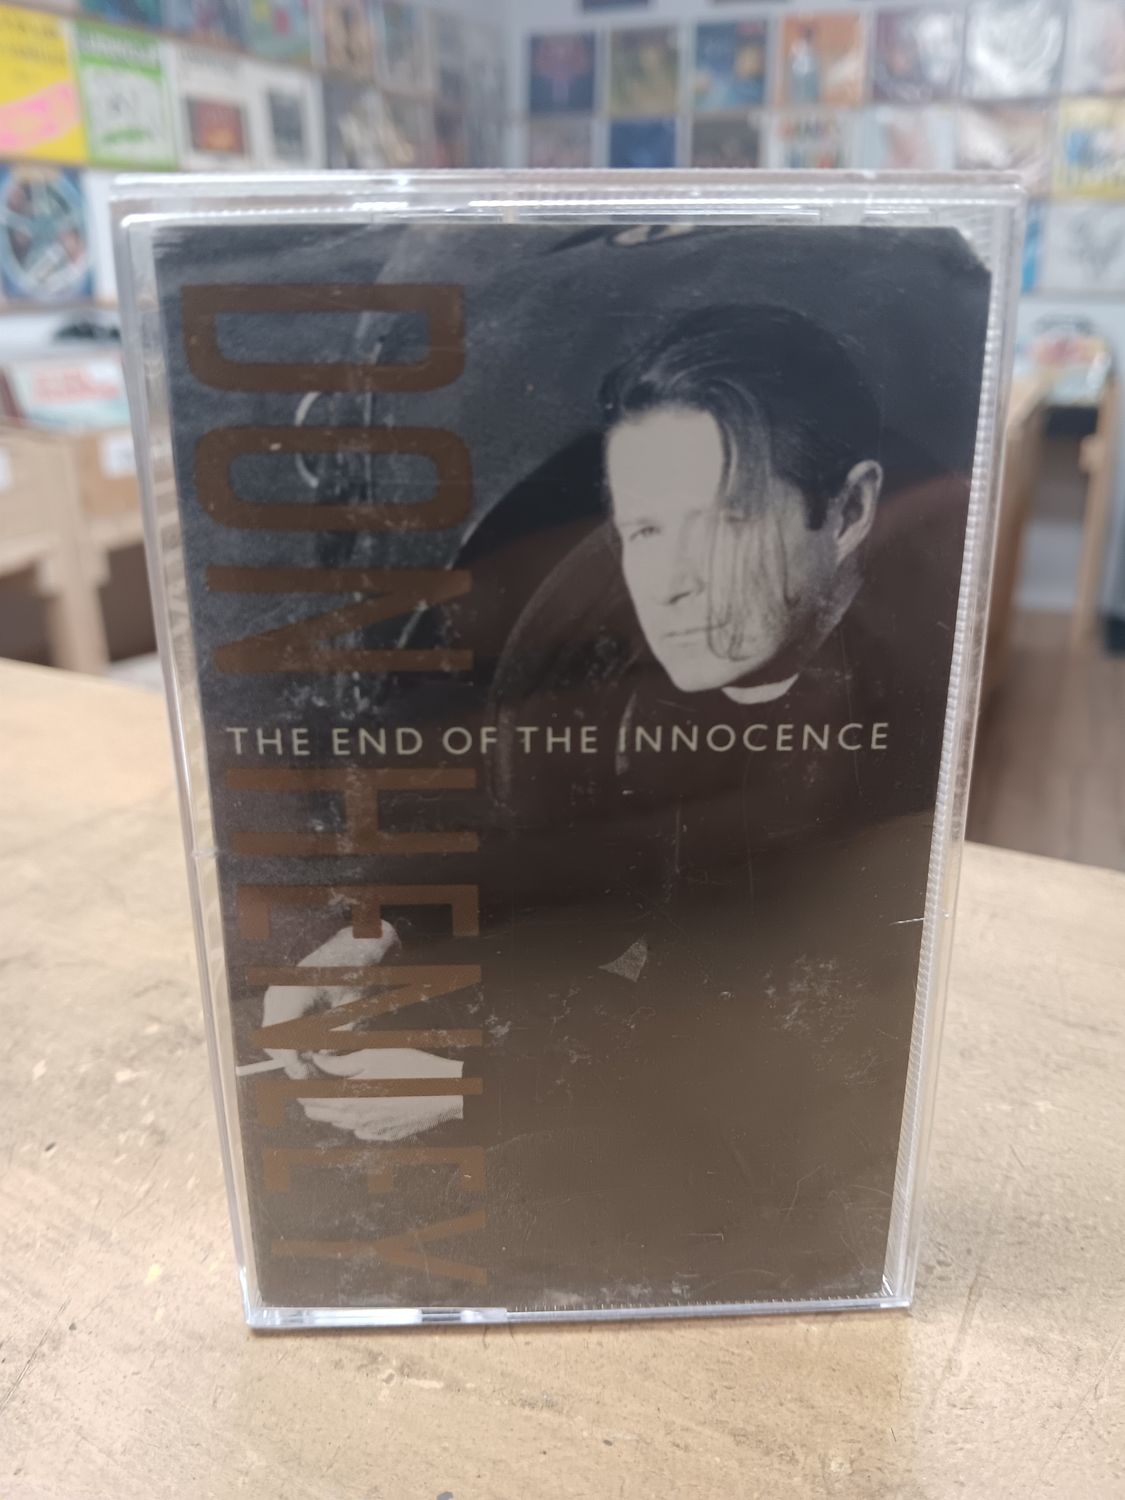 DON HENLEY
THE END OF THE INNOCENCE